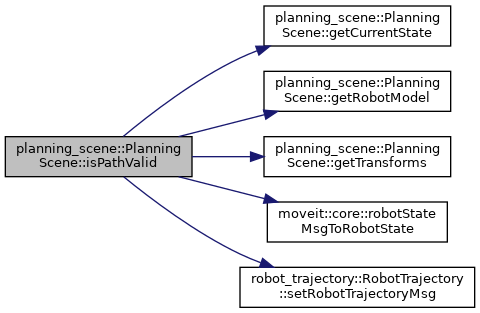 planning_scene::Planning
Scene::isPathValid
planning_scene::Planning
Scene::getCurrentState
planning_scene::Planning
Scene::getRobotModel
planning_scene::Planning
Scene::getTransforms
moveit::core::robotState
MsgToRobotState
robot_trajectory::RobotTrajectory
::setRobotTrajectoryMsg